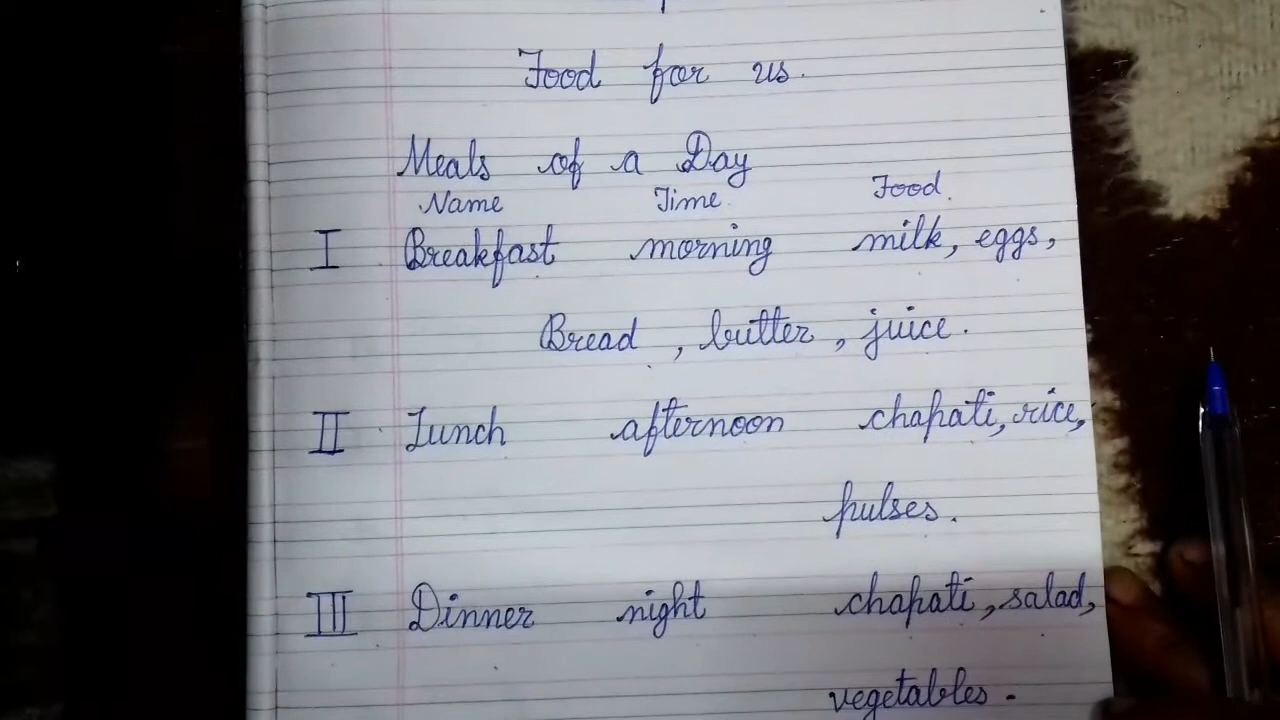 Food for us.
Meals of a Day
Name Time. Food.
I Breakfast morning milk, eggs,
Bread, butter, juice.
II Lunch afternoon chapati, rice,
pulses.
III Dinner night chapati, salad,
vegetables.